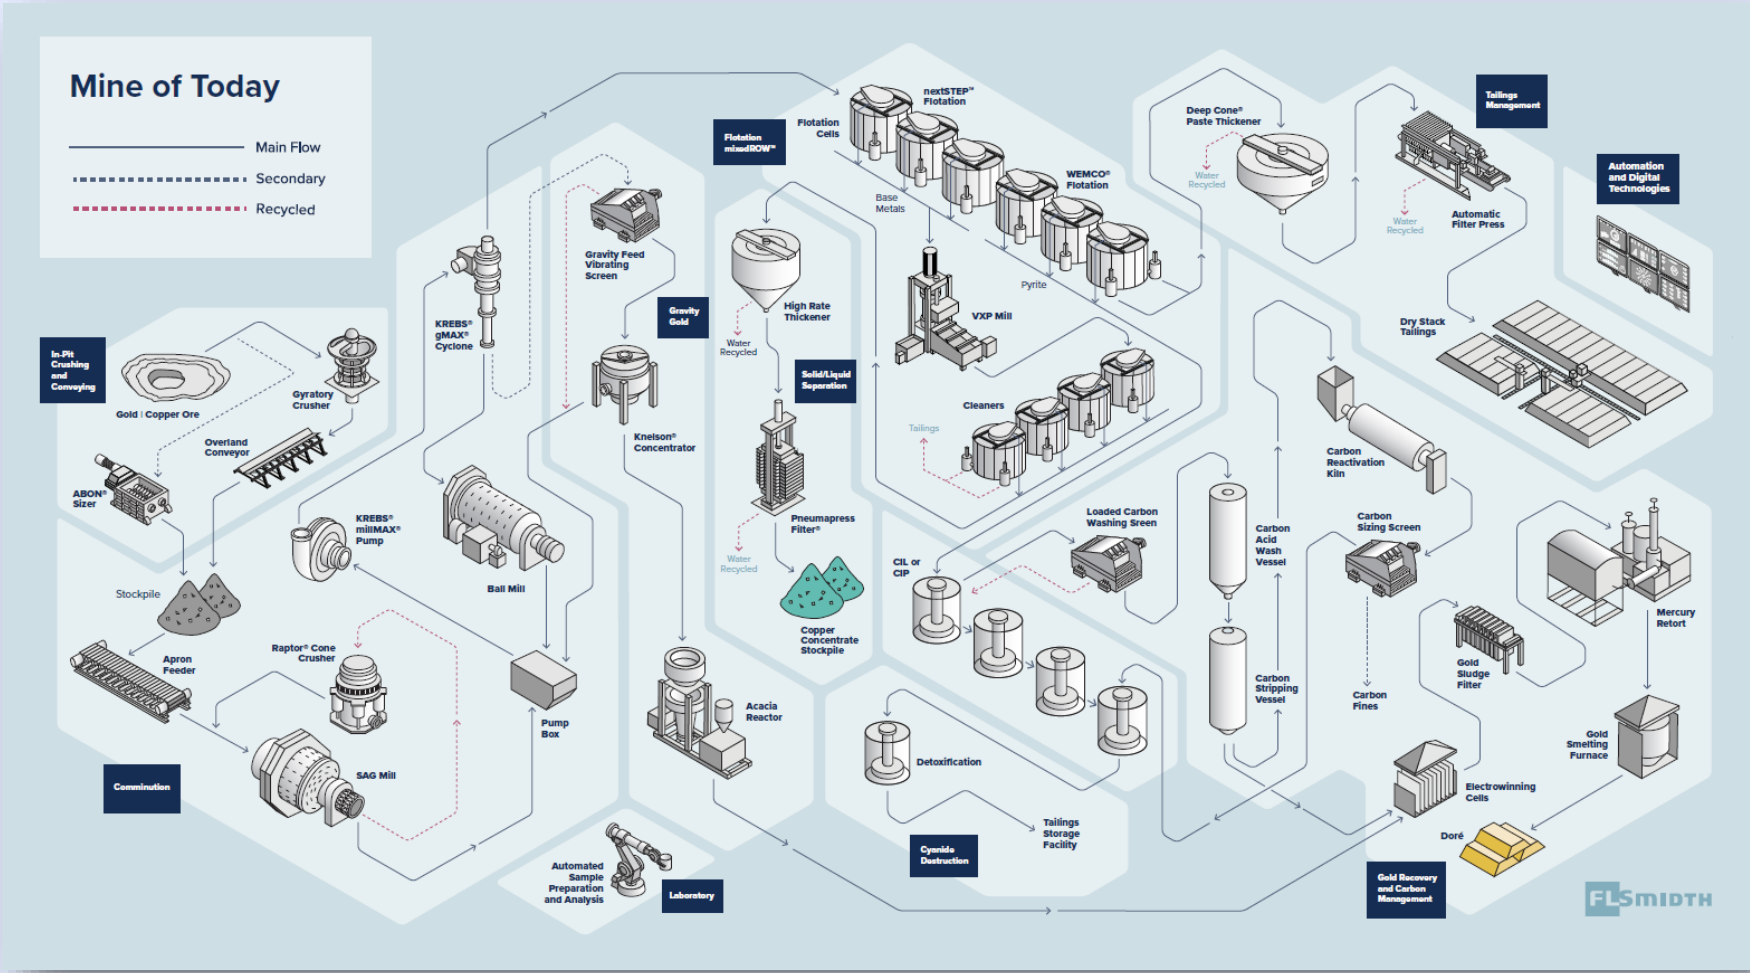 Mine of Today
Main Flow
Secondary
Recycled
In-Pit
Crushing
and
Conveying
Gold | Copper Ore
Gyratory
Crusher
Overland
Conveyor
ABON®
Sizer
Stockpile
Apron
Feeder
Raptor® Cone
Crusher
SAG Mill
Comminution
KREBS®
gMAX®
Cyclone
KREBS®
millMAX®
Pump
Ball Mill
Pump
Box
Gravity Feed
Vibrating
Screen
Gravity
Gold
Knelson®
Concentrator
Acacia
Reactor
Automated
Sample
Preparation
and Analysis
Laboratory
Flotation
mixedROW™
Flotation
Cells
nextSTEP™
Flotation
WEMCO®
Flotation
Base
Metals
Pyrite
VXP Mill
Cleaners
Tailings
High Rate
Thickener
Water
Recycled
Solid/Liquid
Separation
Pneumapress
Filter®
Water
Recycled
Copper
Concentrate
Stockpile
CIL or
CIP
Loaded Carbon
Washing Sreen
Detoxification
Tailings
Storage
Facility
Cyanide
Destruction
Deep Cone®
Paste Thickener
Water
Recycled
Tailings
Management
Automatic
Filter Press
Water
Recycled
Dry Stack
Tailings
Automation
and Digital
Technologies
Carbon
Reactivation
Kiln
Carbon
Acid
Wash
Vessel
Carbon
Sizing Screen
Carbon
Stripping
Vessel
Carbon
Fines
Mercury
Retort
Gold
Sludge
Filter
Gold
Smelting
Furnace
Electrowinning
Cells
Doré
Gold Recovery
and Carbon
Management
FLSMIDTH